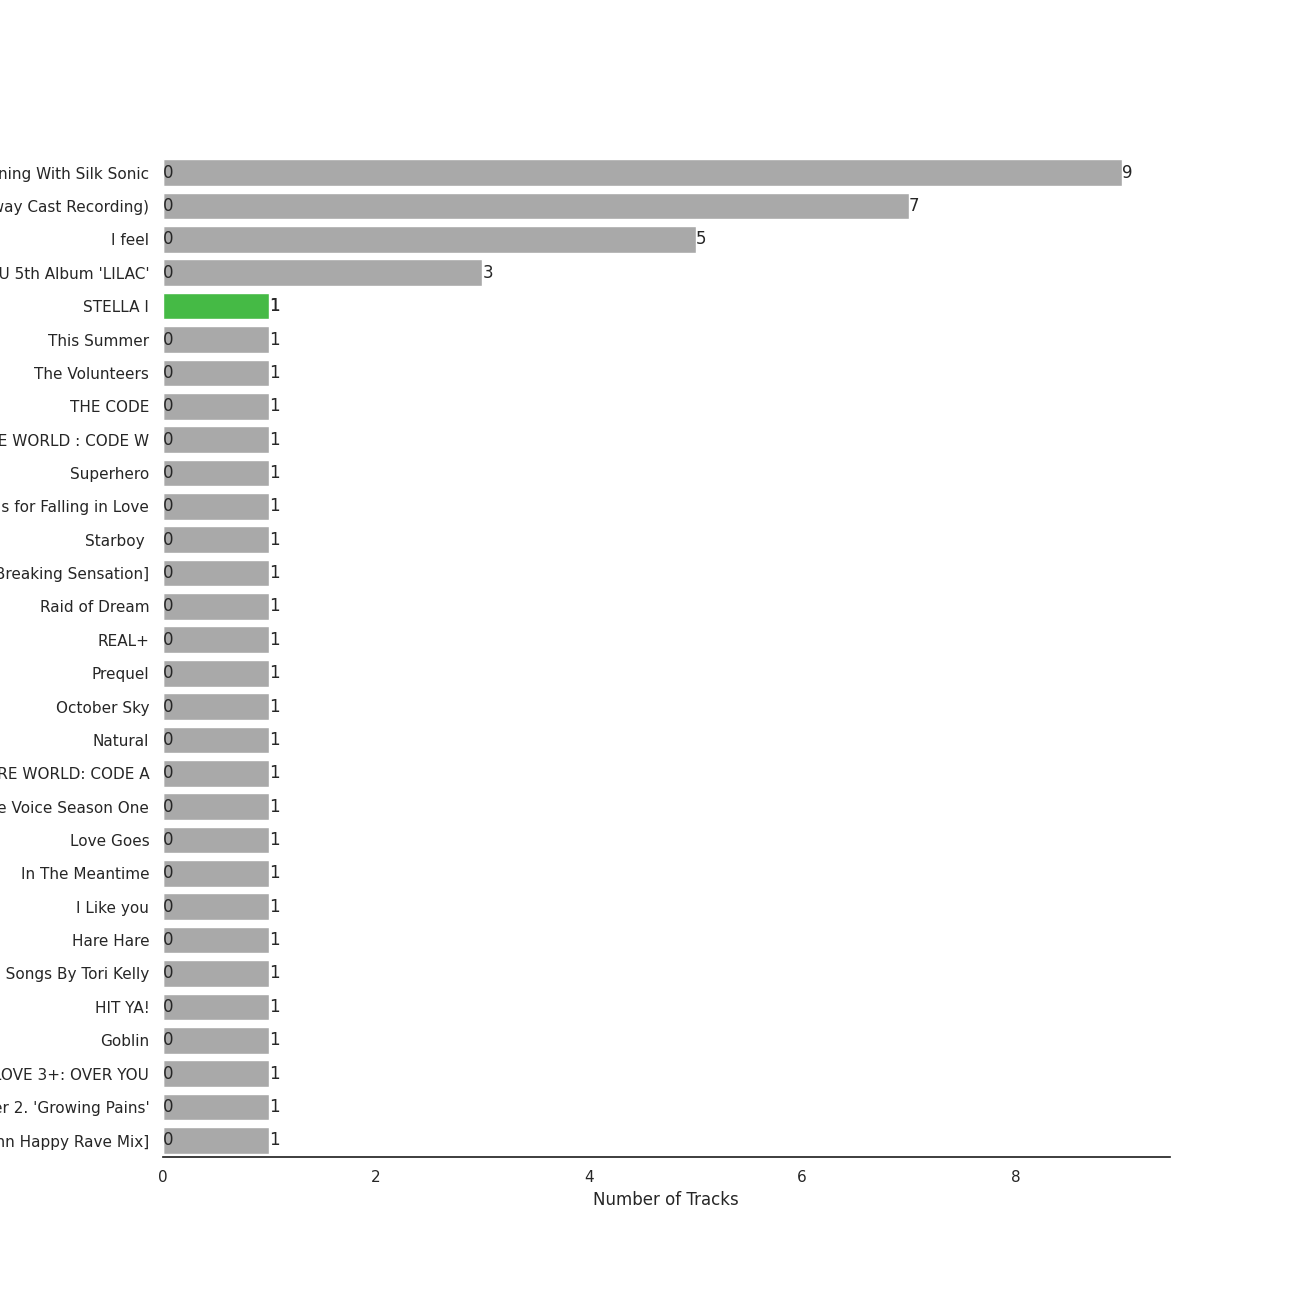 ning With Silk Sonic 0 9
way Cast Recording) 0 7
I feel 0 5
U 5th Album 'LILAC' 0 3
STELLA I 1
This Summer 0 1
The Volunteers 0 1
THE CODE 0 1
E WORLD : CODE W 0 1
Superhero 0 1
s for Falling in Love 0 1
Starboy 0 1
Breaking Sensation] 0 1
Raid of Dream 0 1
REAL+ 0 1
Prequel 0 1
October Sky 0 1
Natural 0 1
RE WORLD: CODE A 0 1
e Voice Season One 0 1
Love Goes 0 1
In The Meantime 0 1
I Like you 0 1
Hare Hare 0 1
Songs By Tori Kelly 0 1
HIT YA! 0 1
Goblin 0 1
LOVE 3+: OVER YOU 0 1
er 2. 'Growing Pains' 0 1
nn Happy Rave Mix] 0 1
0 2 4 6 8
Number of Tracks